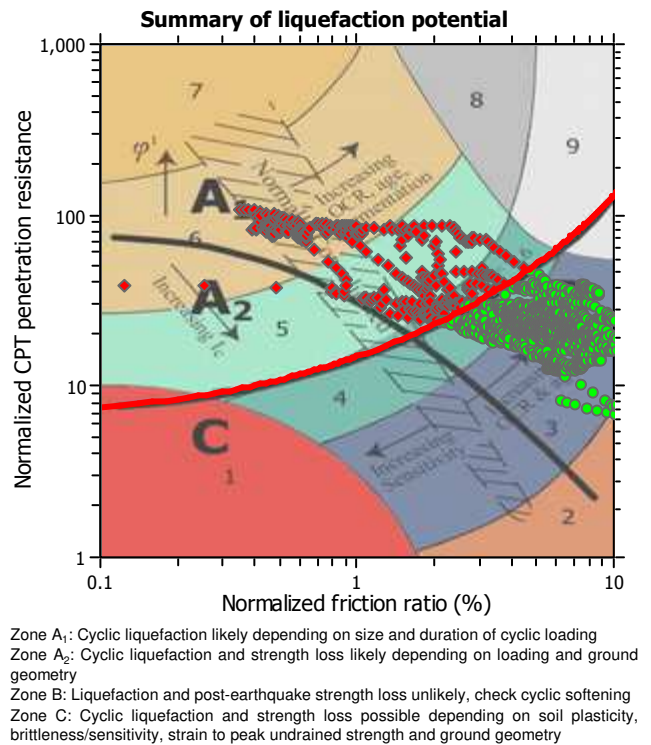 Summary of liquefaction potential
Normalized CPT penetration resistance
1,000
100
10
1
7
8
9
φ'
Increasing
OCR, age,
A
6
A2
Increasing Ic
5
4
3
Increasing
Sensitivity
C
1
2
0.1
1
10
Normalized friction ratio (%)
Zone A1: Cyclic liquefaction likely depending on size and duration of cyclic loading
Zone A2: Cyclic liquefaction and strength loss likely depending on loading and ground
geometry
Zone B: Liquefaction and post-earthquake strength loss unlikely, check cyclic softening
Zone C: Cyclic liquefaction and strength loss possible depending on soil plasticity,
brittleness/sensitivity, strain to peak undrained strength and ground geometry